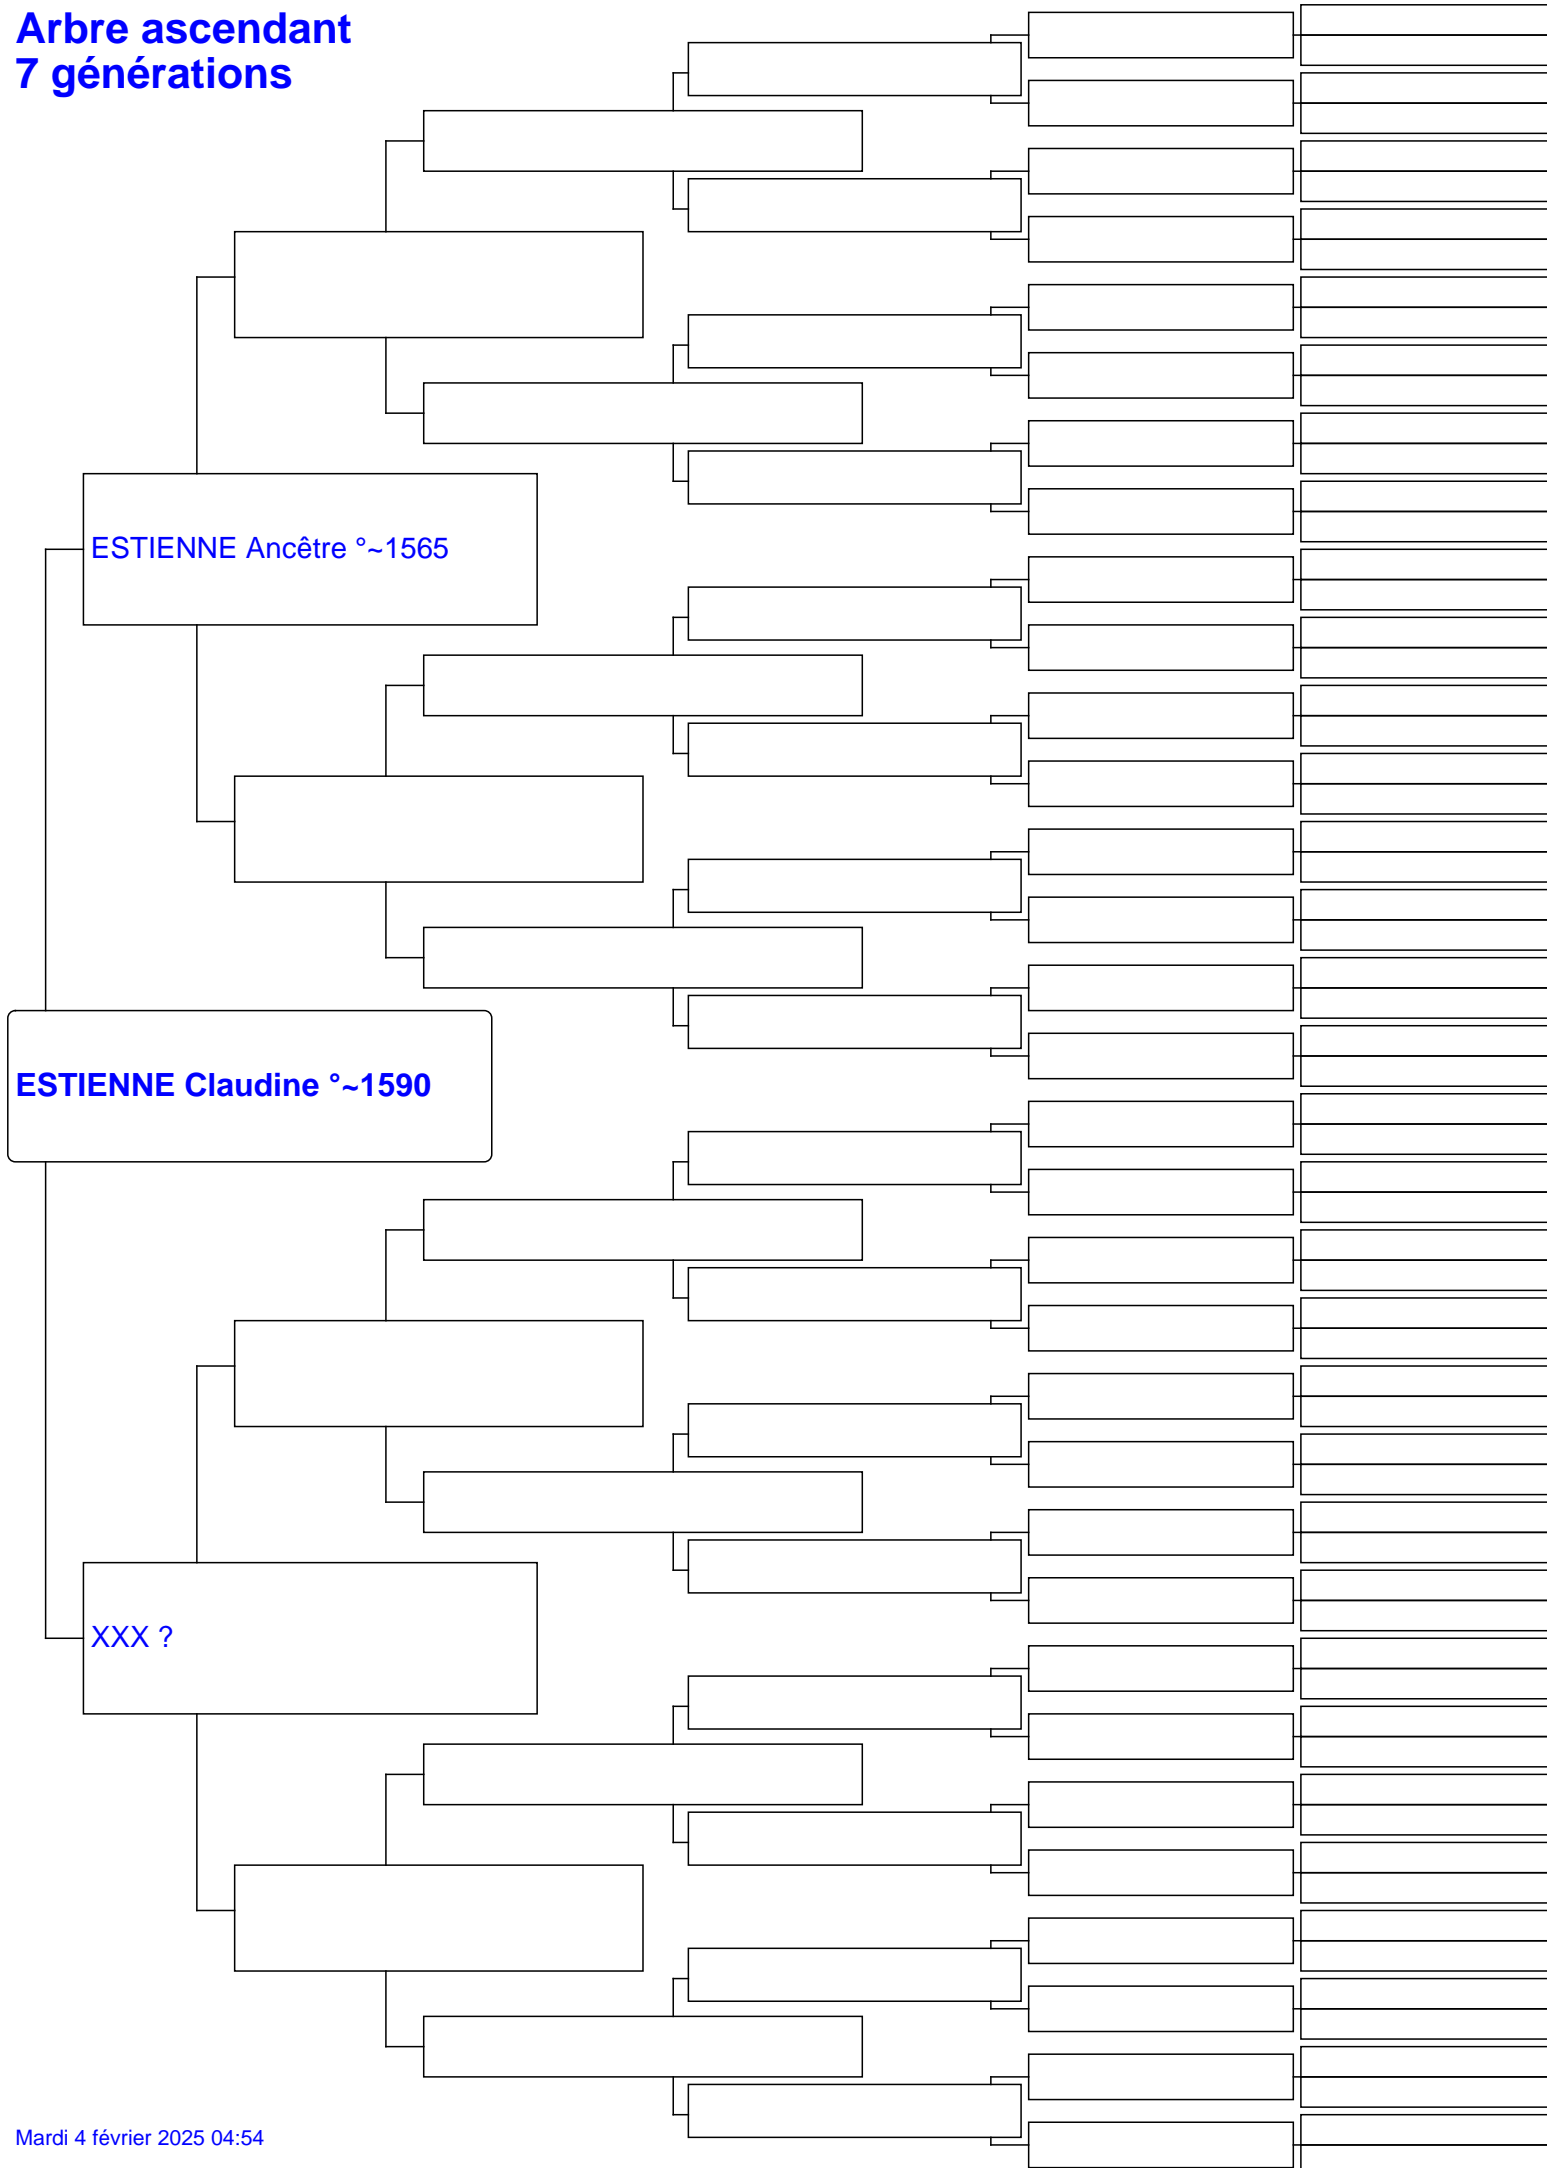 Arbre ascendant
7 générations
ESTIENNE Ancêtre °~1565
ESTIENNE Claudine °~1590
XXX ?
Mardi 4 février 2025 04:54